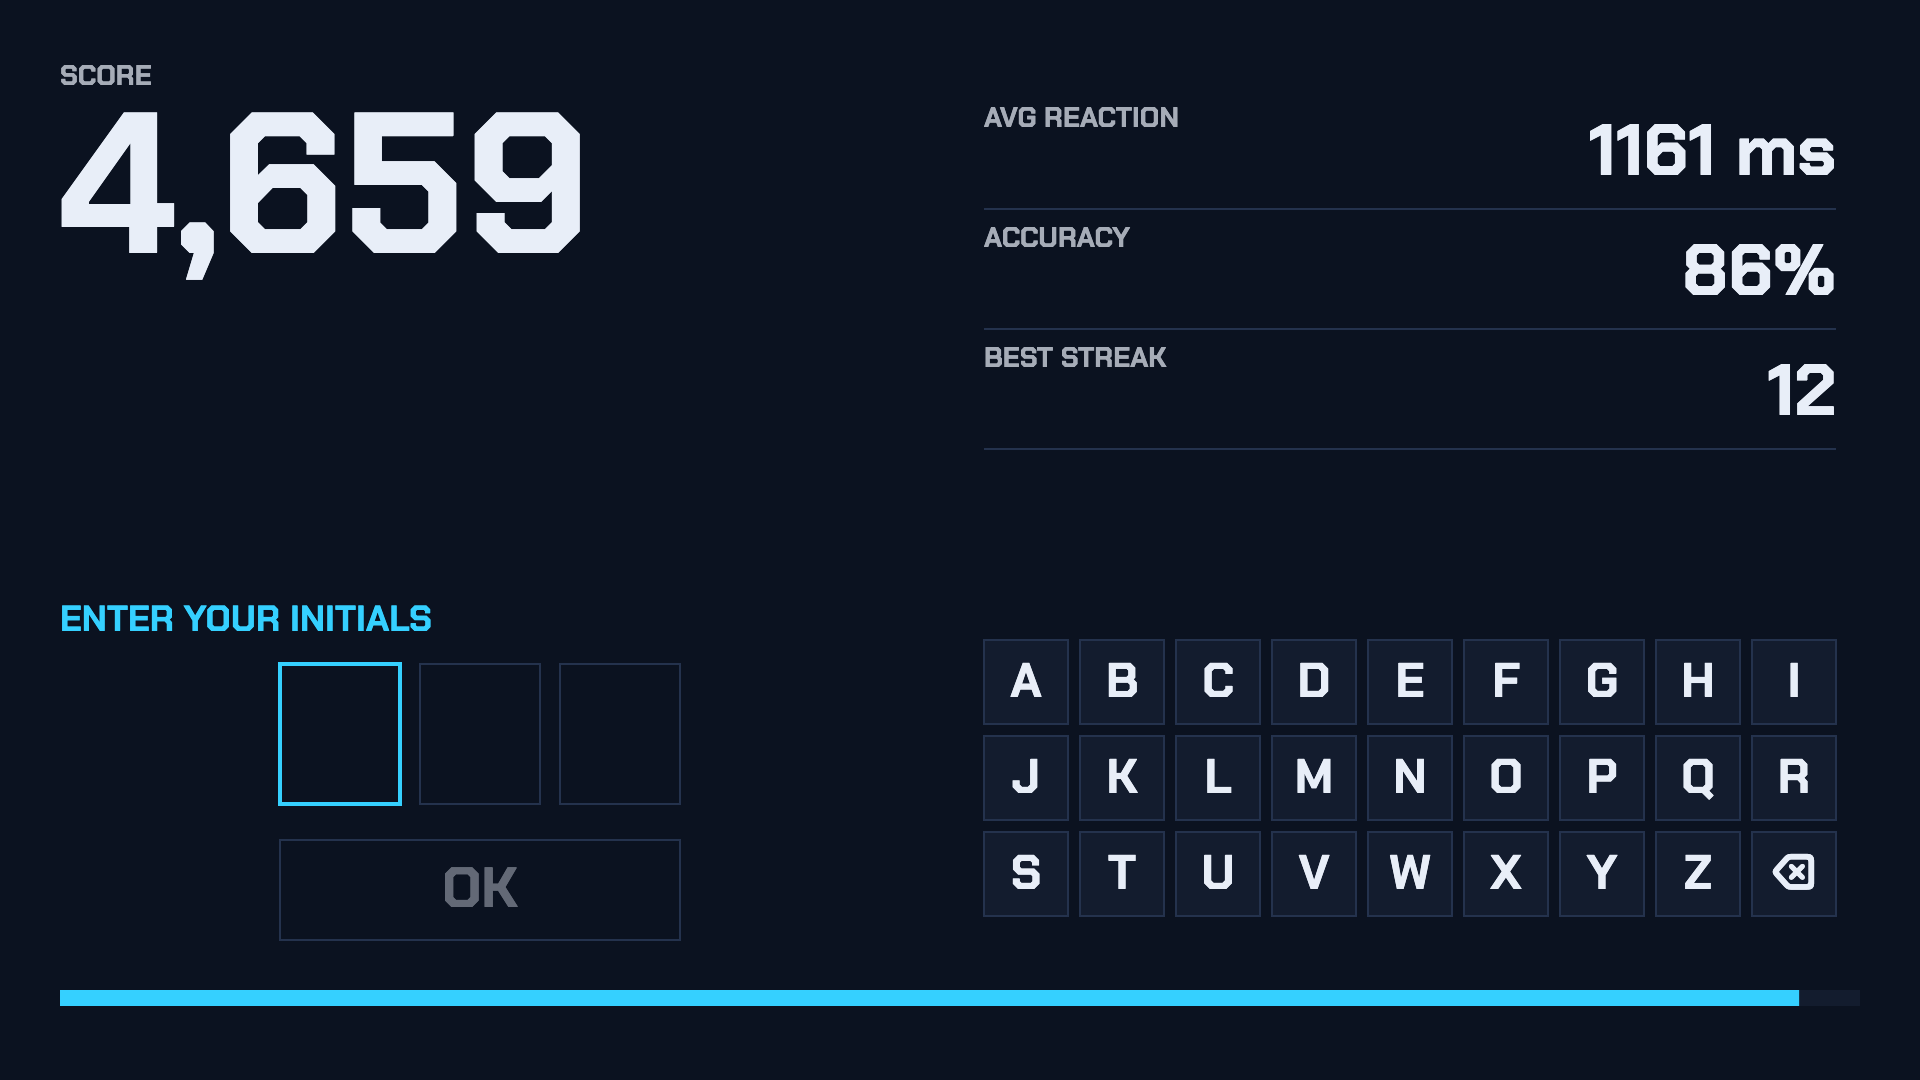 SCORE
4,659
AVG REACTION
1161 ms
ACCURACY
86%
BEST STREAK
12
ENTER YOUR INITIALS
OK
A B C D E F G H I
J K L M N O P Q R
S T U V W X Y Z